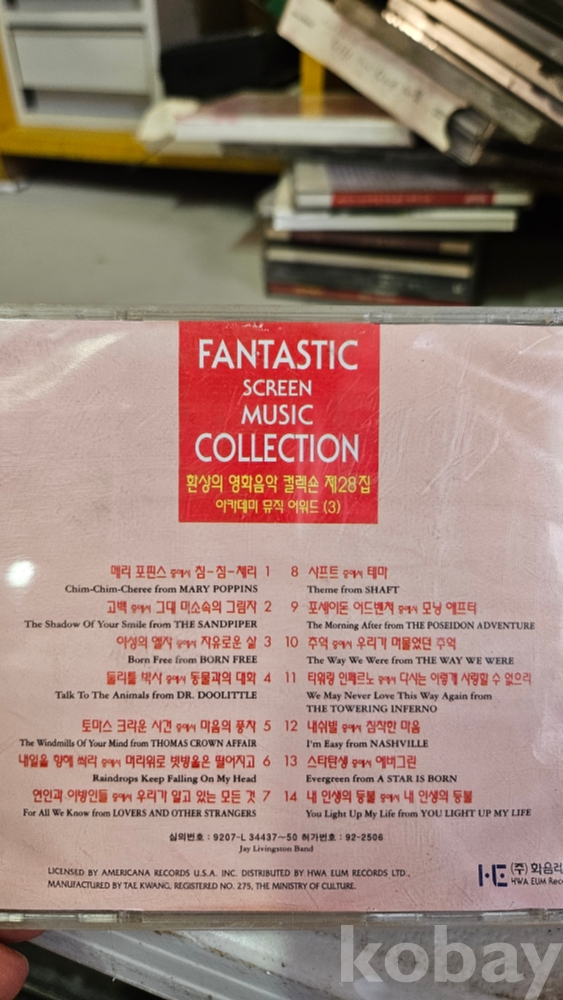 FANTASTIC
SCREEN
MUSIC
COLLECTION
환상의 영화음악 컬렉숀 제28집
아카데미 뮤직 어워드 (3)
메리 포핀스 중에서 침-침-체리 1
Chim-Chim-Cheree from MARY POPPINS
고백 중에서 그대 미소속의 그림자 2
The Shadow Of Your Smile from THE SANDPIPER
야성의 엘자 중에서 자유로운 삶 3
Born Free from BORN FREE
둘리틀 박사 중에서 동물과의 대화 4
Talk To The Animals from DR. DOOLITTLE
토마스 크라운 사건 중에서 마음의 풍차 5
The Windmills Of Your Mind from THOMAS CROWN AFFAIR
내일을 향해 쏴라 중에서 머리위로 빗방울은 떨어지고 6
Raindrops Keep Falling On My Head
연인과 이방인들 중에서 우리가 알고 있는 모든 것 7
For All We Know from LOVERS AND OTHER STRANGERS
8 샤프트 중에서 테마
Theme from SHAFT
9 포세이돈 어드벤쳐 중에서 모닝 애프터
The Morning After from THE POSEIDON ADVENTURE
10 추억 중에서 우리가 머물었던 추억
The Way We Were from THE WAY WE WERE
11 타워링 인페르노 중에서 다시는 이렇게 사랑할 수 없으리
We May Never Love This Way Again from
THE TOWERING INFERNO
12 내쉬빌 중에서 침착한 마음
I'm Easy from NASHVILLE
13 스타탄생 중에서 에버그린
Evergreen from A STAR IS BORN
14 내 인생의 등불 중에서 내 인생의 등불
You Light Up My Life from YOU LIGHT UP MY LIFE
심의번호 : 9207-L 34437~50 허가번호 : 92-2506
Jay Livingston Band
LICENSED BY AMERICANA RECORDS U.S.A. INC. DISTRIBUTED BY HWA EUM RECORDS LTD.,
MANUFACTURED BY TAE KWANG, REGISTERED NO. 275, THE MINISTRY OF CULTURE.
(주) 화음레
HWA EUM Reco
kobay